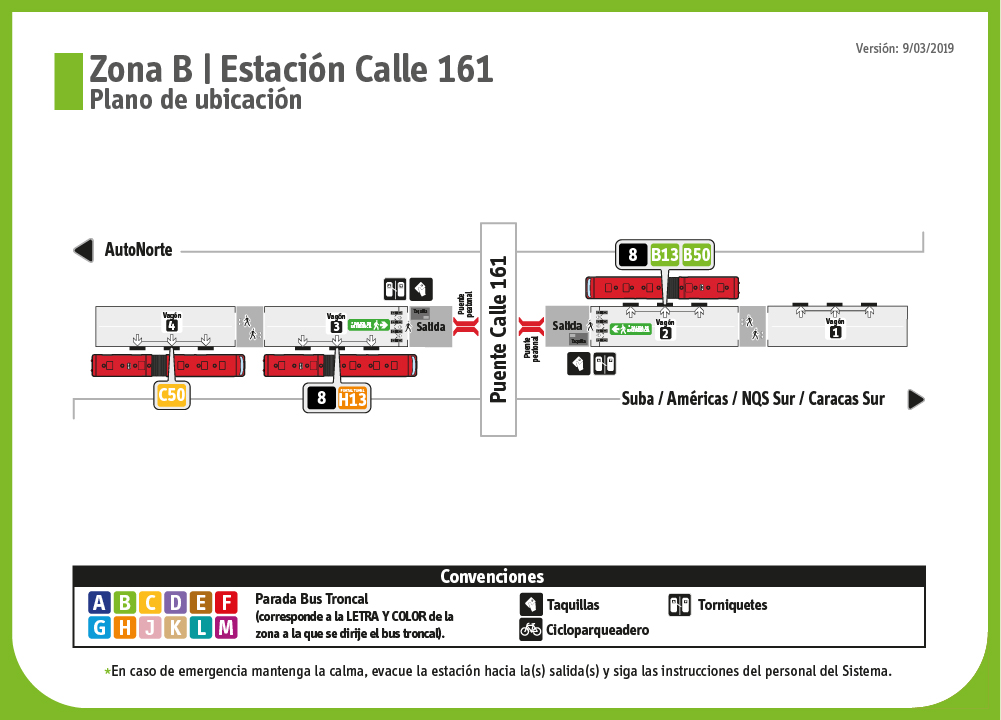 Versión: 9/03/2019
Zona B | Estación Calle 161
Plano de ubicación
AutoNorte
8 B13 B50
Puente Calle 161
Puente
peatonal
Taquilla
Salida
Vagón
4
Vagón
3
Salida
Taquilla
Puente
peatonal
Vagón
2
Vagón
1
C50
8 H13
Suba / Américas / NQS Sur / Caracas Sur
Convenciones
A B C D E F
G H J K L M
Parada Bus Troncal
(corresponde a la LETRA Y COLOR de la
zona a la que se dirije el bus troncal).
Taquillas
Torniquetes
Cicloparqueadero
*En caso de emergencia mantenga la calma, evacue la estación hacia la(s) salida(s) y siga las instrucciones del personal del Sistema.